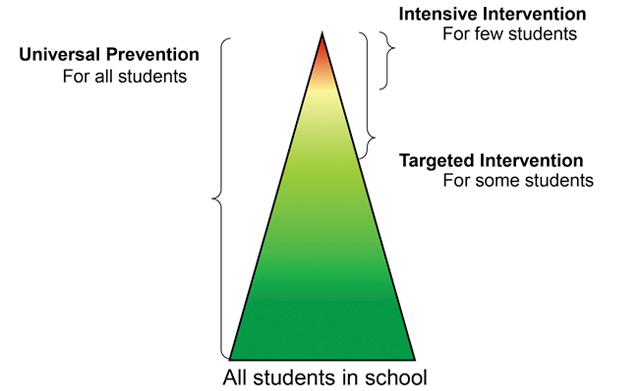 Universal Prevention
For all students
Intensive Intervention
For few students
Targeted Intervention
For some students
All students in school